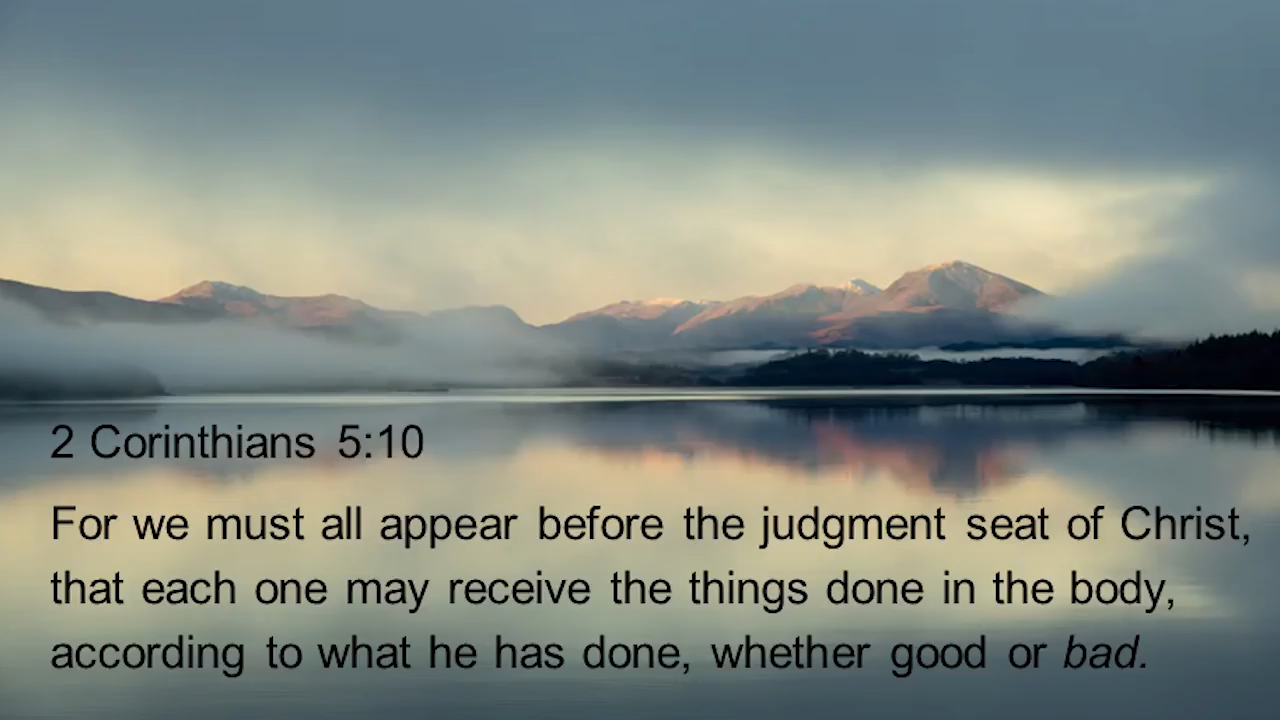 2 Corinthians 5:10
For we must all appear before the judgment seat of Christ,
that each one may receive the things done in the body,
according to what he has done, whether good or bad.